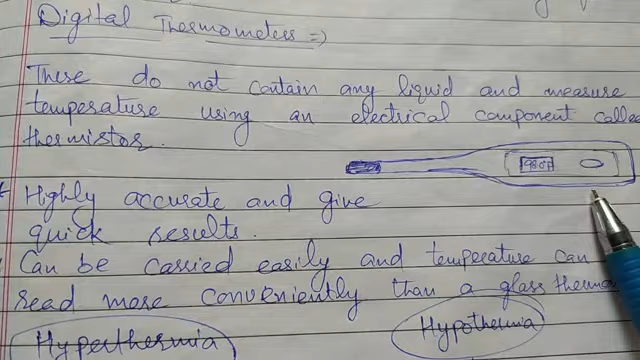 Digital Thermometers =>
These do not contain any liquid and measure
temperature using an electrical component called
thermistor.
98.6F
Highly accurate and give
quick results.
Can be carried easily and temperature can
read more conveniently than a glass thermo
Hyperthermia
Hypothermia